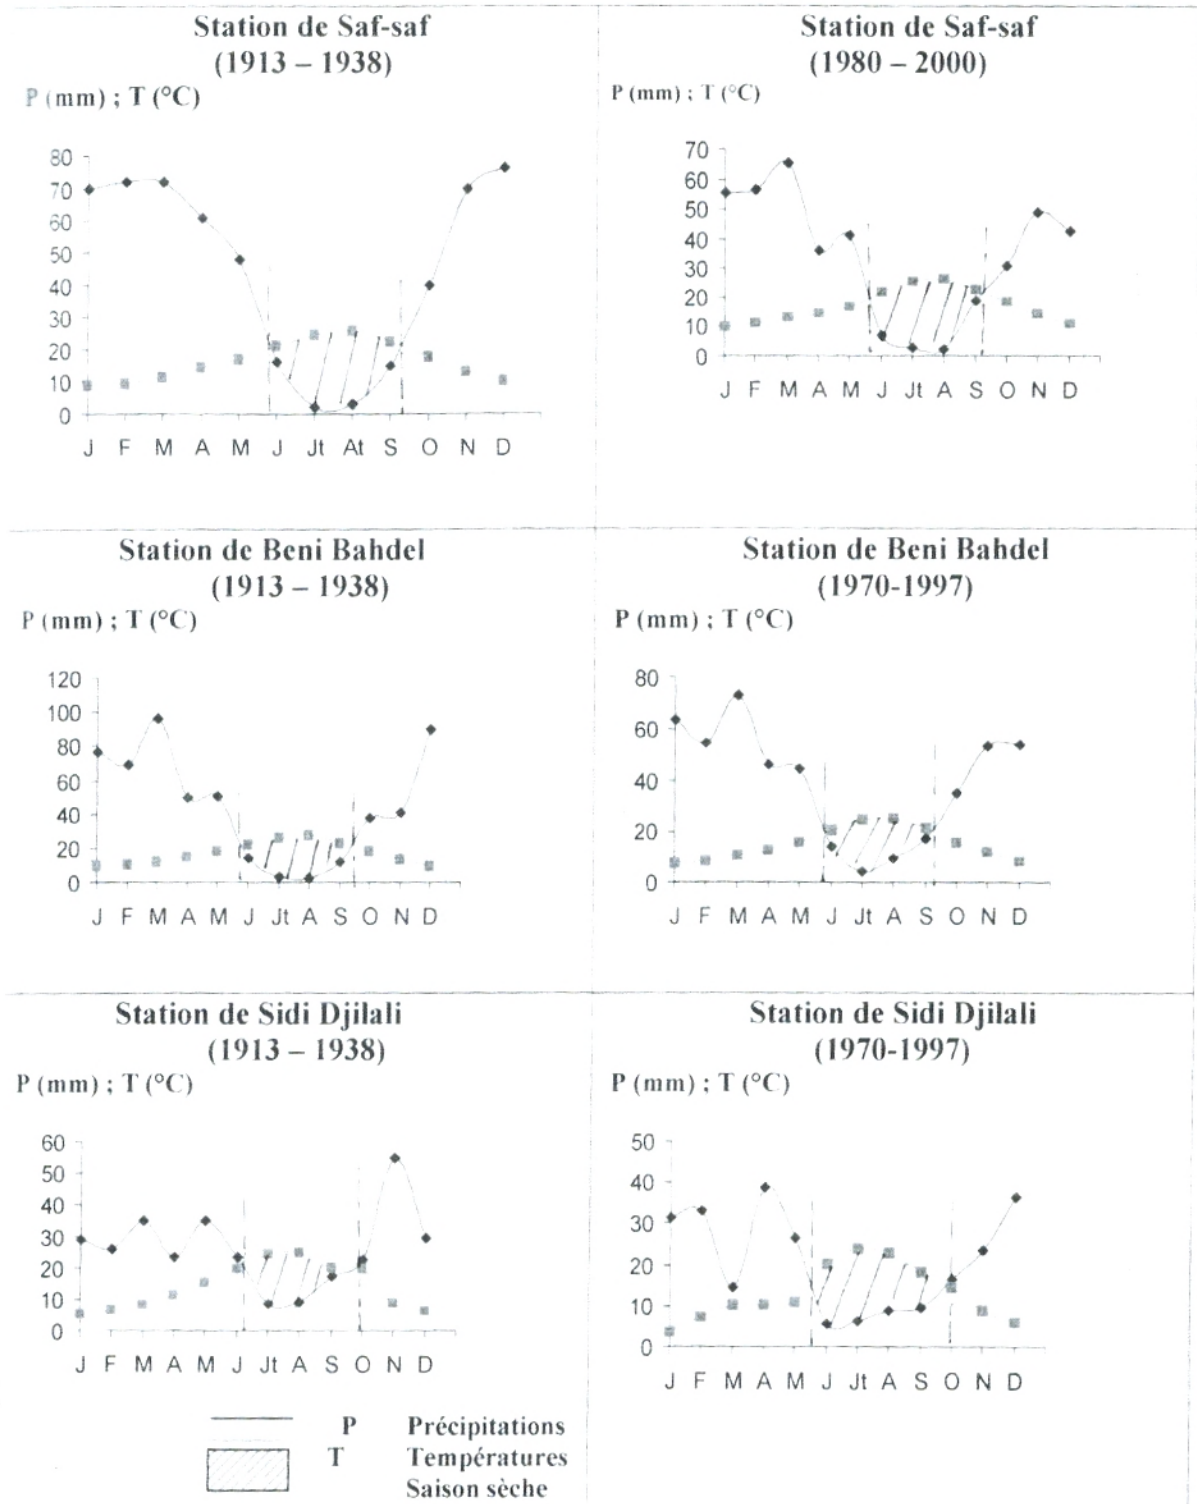 Station de Saf-saf
(1913 – 1938)
P (mm) ; T (°C)
80
70
60
50
40
30
20
10
0
J F M A M J Jt At S O N D
Station de Saf-saf
(1980 – 2000)
P (mm) ; T (°C)
70
60
50
40
30
20
10
0
J F M A M J Jt A S O N D
Station de Beni Bahdel
(1913 – 1938)
P (mm) ; T (°C)
120
100
80
60
40
20
0
J F M A M J Jt A S O N D
Station de Beni Bahdel
(1970-1997)
P (mm) ; T (°C)
80
60
40
20
0
J F M A M J Jt A S O N D
Station de Sidi Djilali
(1913 – 1938)
P (mm) ; T (°C)
60
50
40
30
20
10
0
J F M A M J Jt A S O N D
Station de Sidi Djilali
(1970-1997)
P (mm) ; T (°C)
50
40
30
20
10
0
J F M A M J Jt A S O N D
P Précipitations
T Températures
Saison sèche